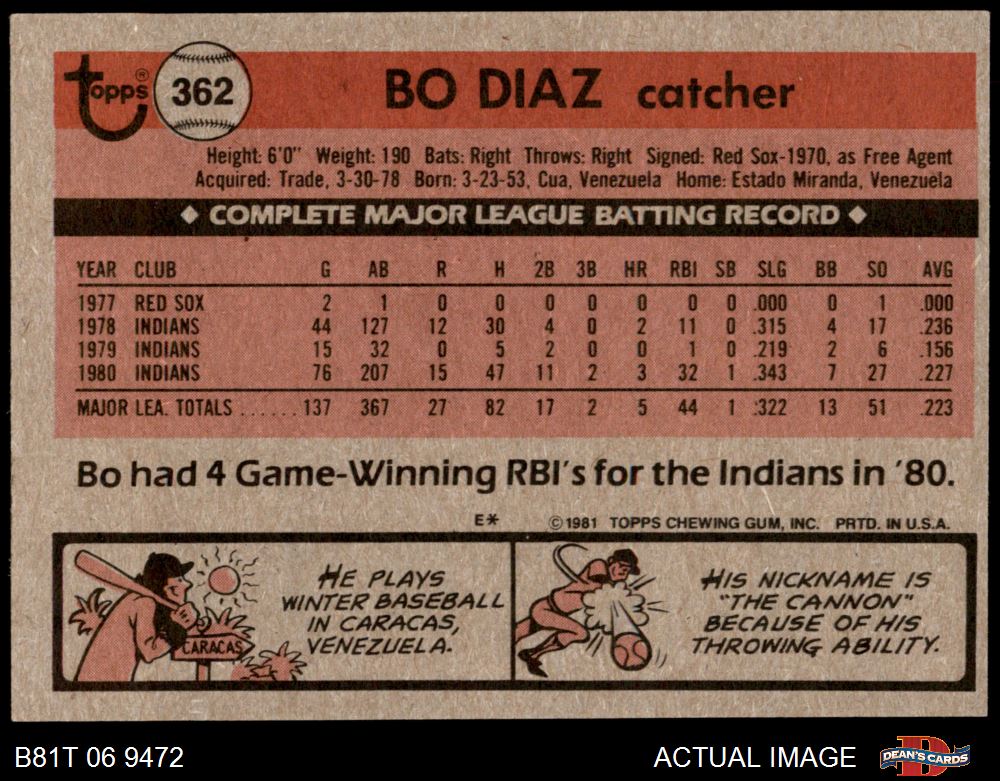 topps® 362 BO DIAZ catcher
Height: 6'0" Weight: 190 Bats: Right Throws: Right Signed: Red Sox-1970, as Free Agent
Acquired: Trade, 3-30-78 Born: 3-23-53, Cua, Venezuela Home: Estado Miranda, Venezuela
◆ COMPLETE MAJOR LEAGUE BATTING RECORD ◆
YEAR CLUB G AB R H 2B 3B HR RBI SB SLG BB SO AVG
1977 RED SOX 2 1 0 0 0 0 0 0 0 .000 0 1 .000
1978 INDIANS 44 127 12 30 4 0 2 11 0 .315 4 17 .236
1979 INDIANS 15 32 0 5 2 0 0 1 0 .219 2 6 .156
1980 INDIANS 76 207 15 47 11 2 3 32 1 .343 7 27 .227
MAJOR LEA. TOTALS ...... 137 367 27 82 17 2 5 44 1 .322 13 51 .223
Bo had 4 Game-Winning RBI's for the Indians in '80.
E* © 1981 TOPPS CHEWING GUM, INC. PRTD. IN U.S.A.
HE PLAYS
WINTER BASEBALL
IN CARACAS,
VENEZUELA.
CARACAS
HIS NICKNAME IS
"THE CANNON"
BECAUSE OF HIS
THROWING ABILITY.
B81T 06 9472 ACTUAL IMAGE DEAN'S CARDS